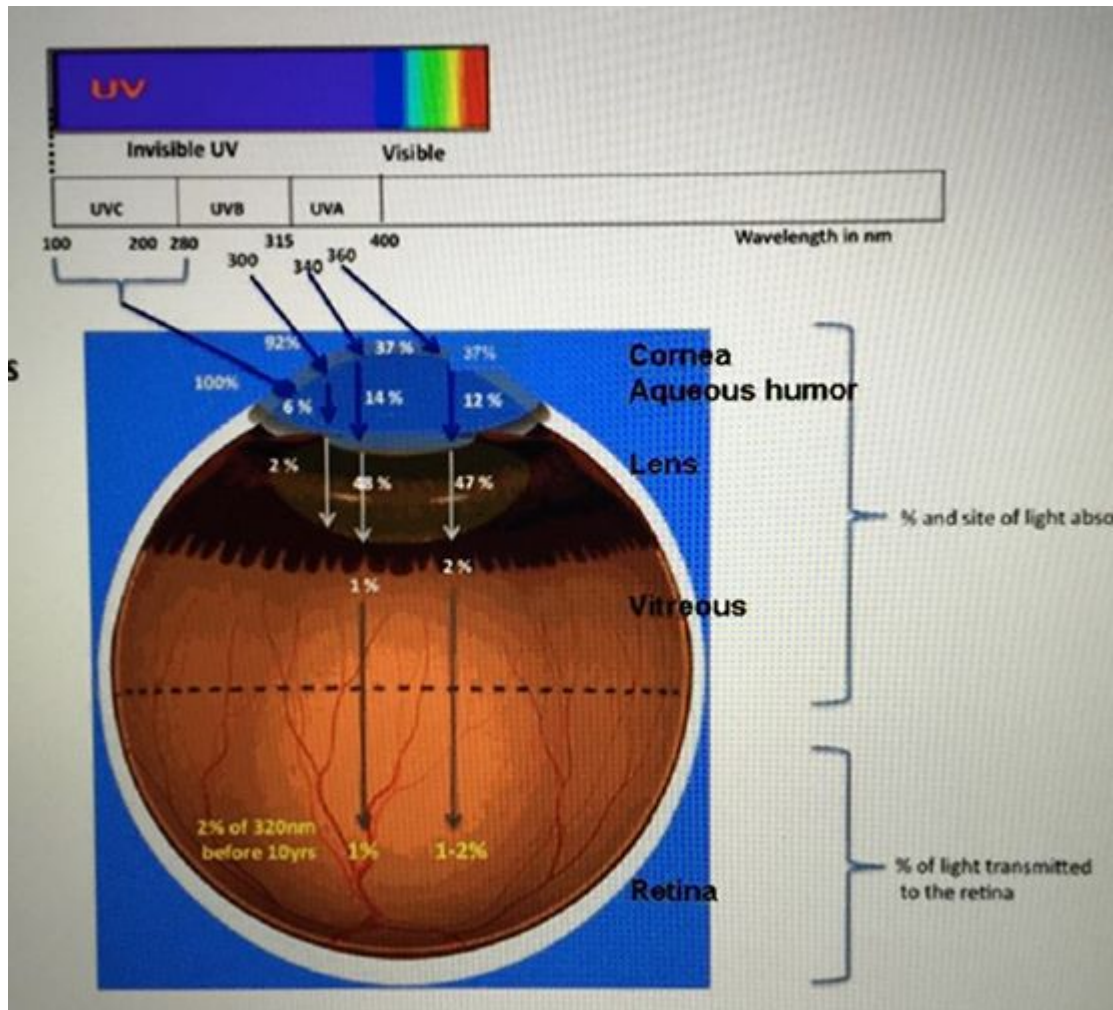 UV
Invisible UV
Visible
UVC
UVB
UVA
100
200
280
315
400
Wavelength in nm
300
340
360
92%
37 %
37%
Cornea
s
100%
6 %
14 %
12 %
Aqueous humor
2 %
48 %
47 %
Lens
% and site of light abso
1 %
2 %
Vitreous
2% of 320nm
before 10yrs
1%
1-2%
% of light transmitted
to the retina
Retina